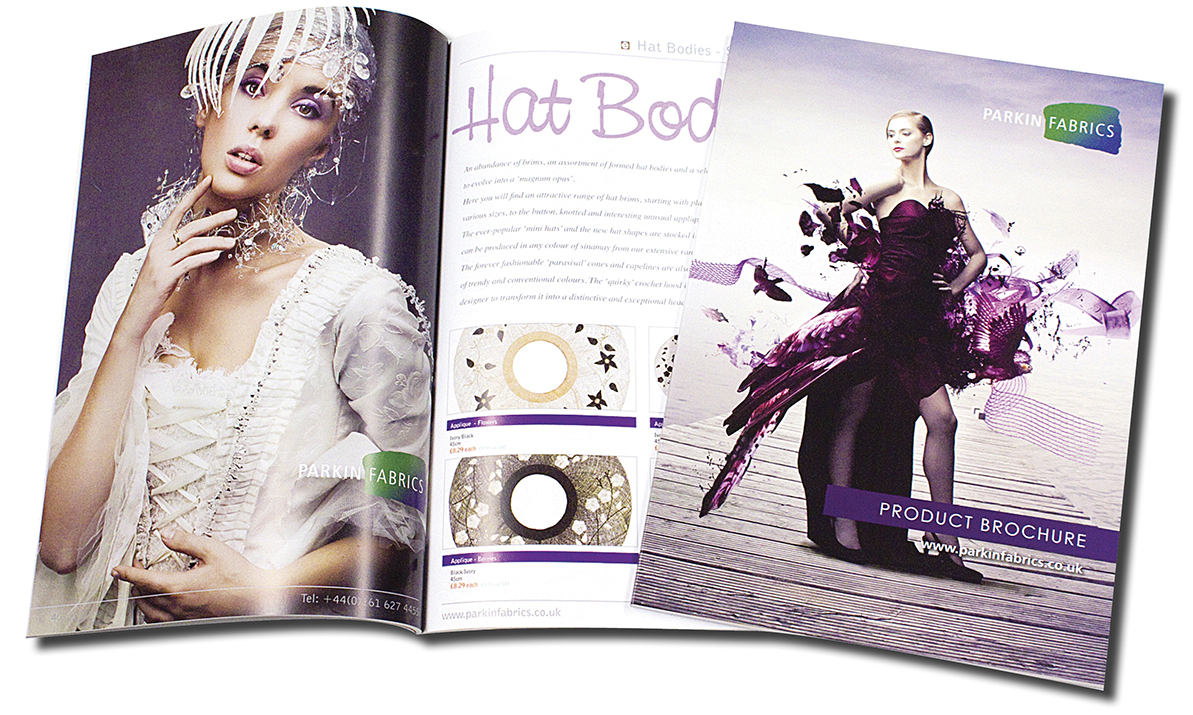 PARKIN FABRICS
Tel: +44(0)161 627 4455
Hat Bodies - S
Hat Bod
An abundance of brims, an assortment of formed hat bodies and a sele
to evolve into a "magnum opus".
Here you will find an attractive range of hat brims, starting with pla
various sizes, to the button, knotted and interesting unusual appliqu
The ever-popular 'mini hats' and the new hat shapes are stocked i
can be produced in any colour of sinamay from our extensive ran
The forever fashionable "parasisal" cones and capelines are also
of trendy and conventional colours. The "quirky" crochet hood
designer to transform it into a distinctive and exceptional head
Applique - Flowers
Ivory Black
45cm
£8.29 each
Applique - Berries
Black/Ivory
45cm
£8.29 each
www.parkinfabrics.co.uk
PARKIN FABRICS
PRODUCT BROCHURE
www.parkinfabrics.co.uk